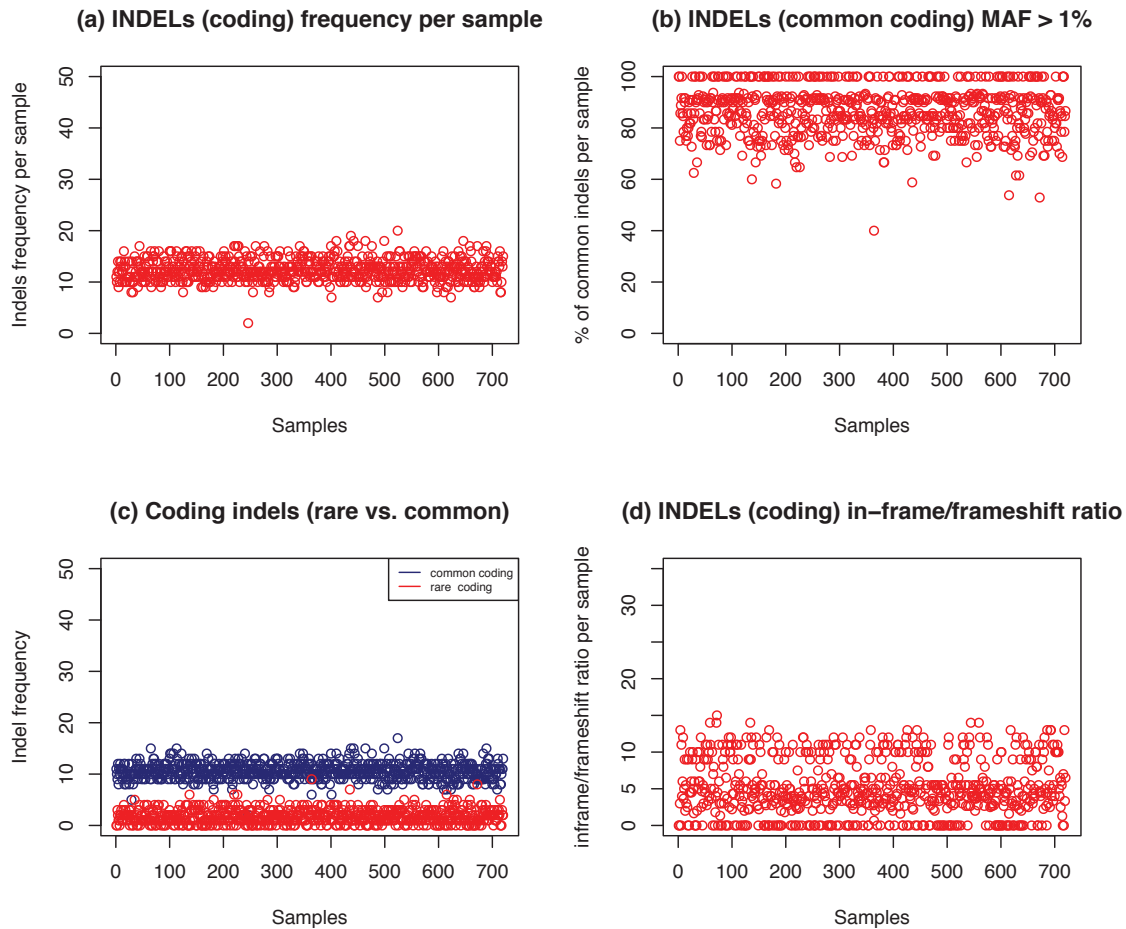 (a) INDELs (coding) frequency per sample
Indels frequency per sample
50
40
30
20
10
0
0 100 200 300 400 500 600 700
Samples
(b) INDELs (common coding) MAF > 1%
% of common indels per sample
100
80
60
40
20
0
0 100 200 300 400 500 600 700
Samples
(c) Coding indels (rare vs. common)
Indel frequency
50
40
30
20
10
0
common coding
rare coding
0 100 200 300 400 500 600 700
Samples
(d) INDELs (coding) in−frame/frameshift ratio
inframe/frameshift ratio per sample
30
20
10
5
0
0 100 200 300 400 500 600 700
Samples